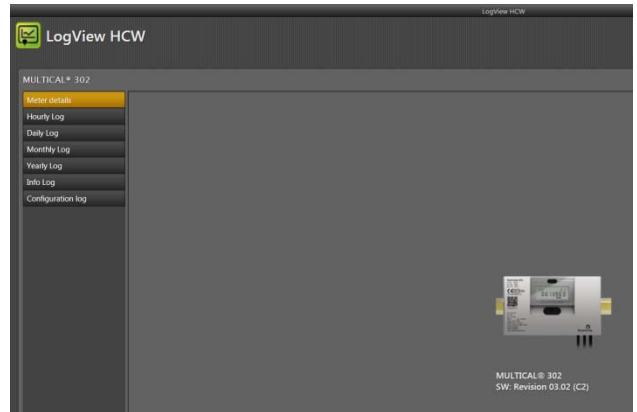 LogView HCW
LogView HCW
MULTICAL® 302
Meter details
Hourly Log
Daily Log
Monthly Log
Yearly Log
Info Log
Configuration log
MULTICAL® 302
SW: Revision 03.02 (C2)